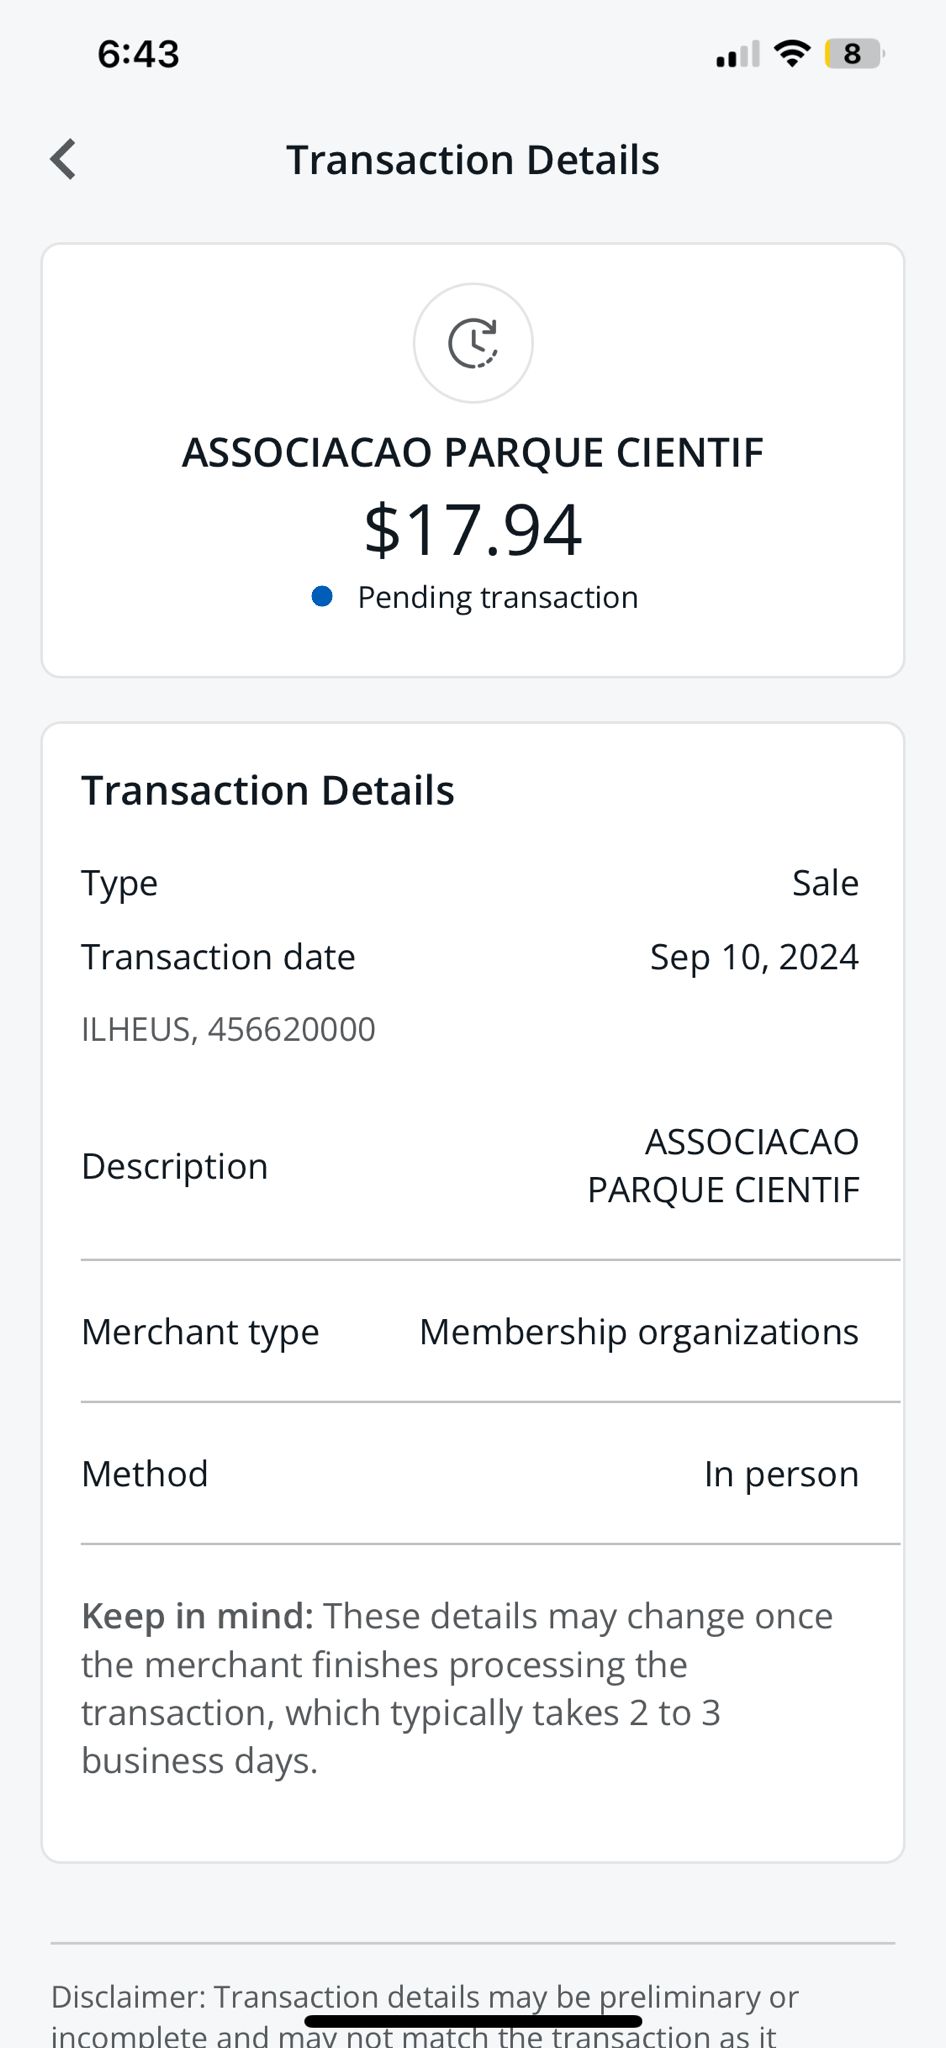 6:43
8
Transaction Details
ASSOCIACAO PARQUE CIENTIF
$17.94
Pending transaction
Transaction Details
Type Sale
Transaction date Sep 10, 2024
ILHEUS, 456620000
Description ASSOCIACAO
PARQUE CIENTIF
Merchant type Membership organizations
Method In person
Keep in mind: These details may change once
the merchant finishes processing the
transaction, which typically takes 2 to 3
business days.
Disclaimer: Transaction details may be preliminary or
incomplete and may not match the transaction as it